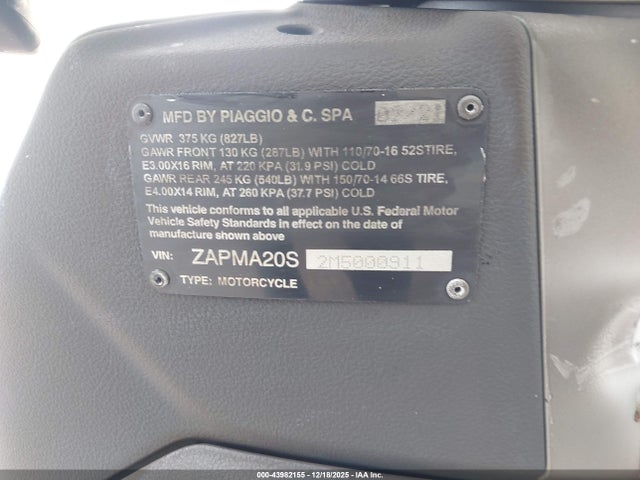 MFD BY PIAGGIO & C. SPA
GVWR 375 KG (827LB)
GAWR FRONT 130 KG (287LB) WITH 110/70-16 52S TIRE,
E3.00X16 RIM, AT 220 KPA (31.9 PSI) COLD
GAWR REAR 245 KG (540LB) WITH 150/70-14 66S TIRE,
E4.00X14 RIM, AT 260 KPA (37.7 PSI) COLD
This vehicle conforms to all applicable U.S. Federal Motor
Vehicle Safety Standards in effect on the date of
manufacture shown above
VIN: ZAPMA20S 2M5000911
TYPE: MOTORCYCLE
000-43982155 - 12/18/2025 - IAA Inc.